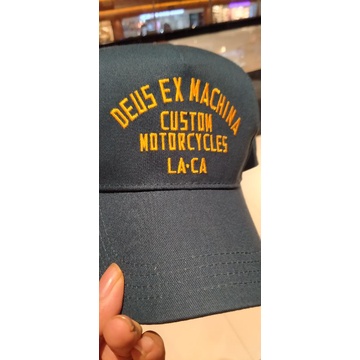 DEUS EX MACHINA
CUSTOM
MOTORCYCLES
LA·CA